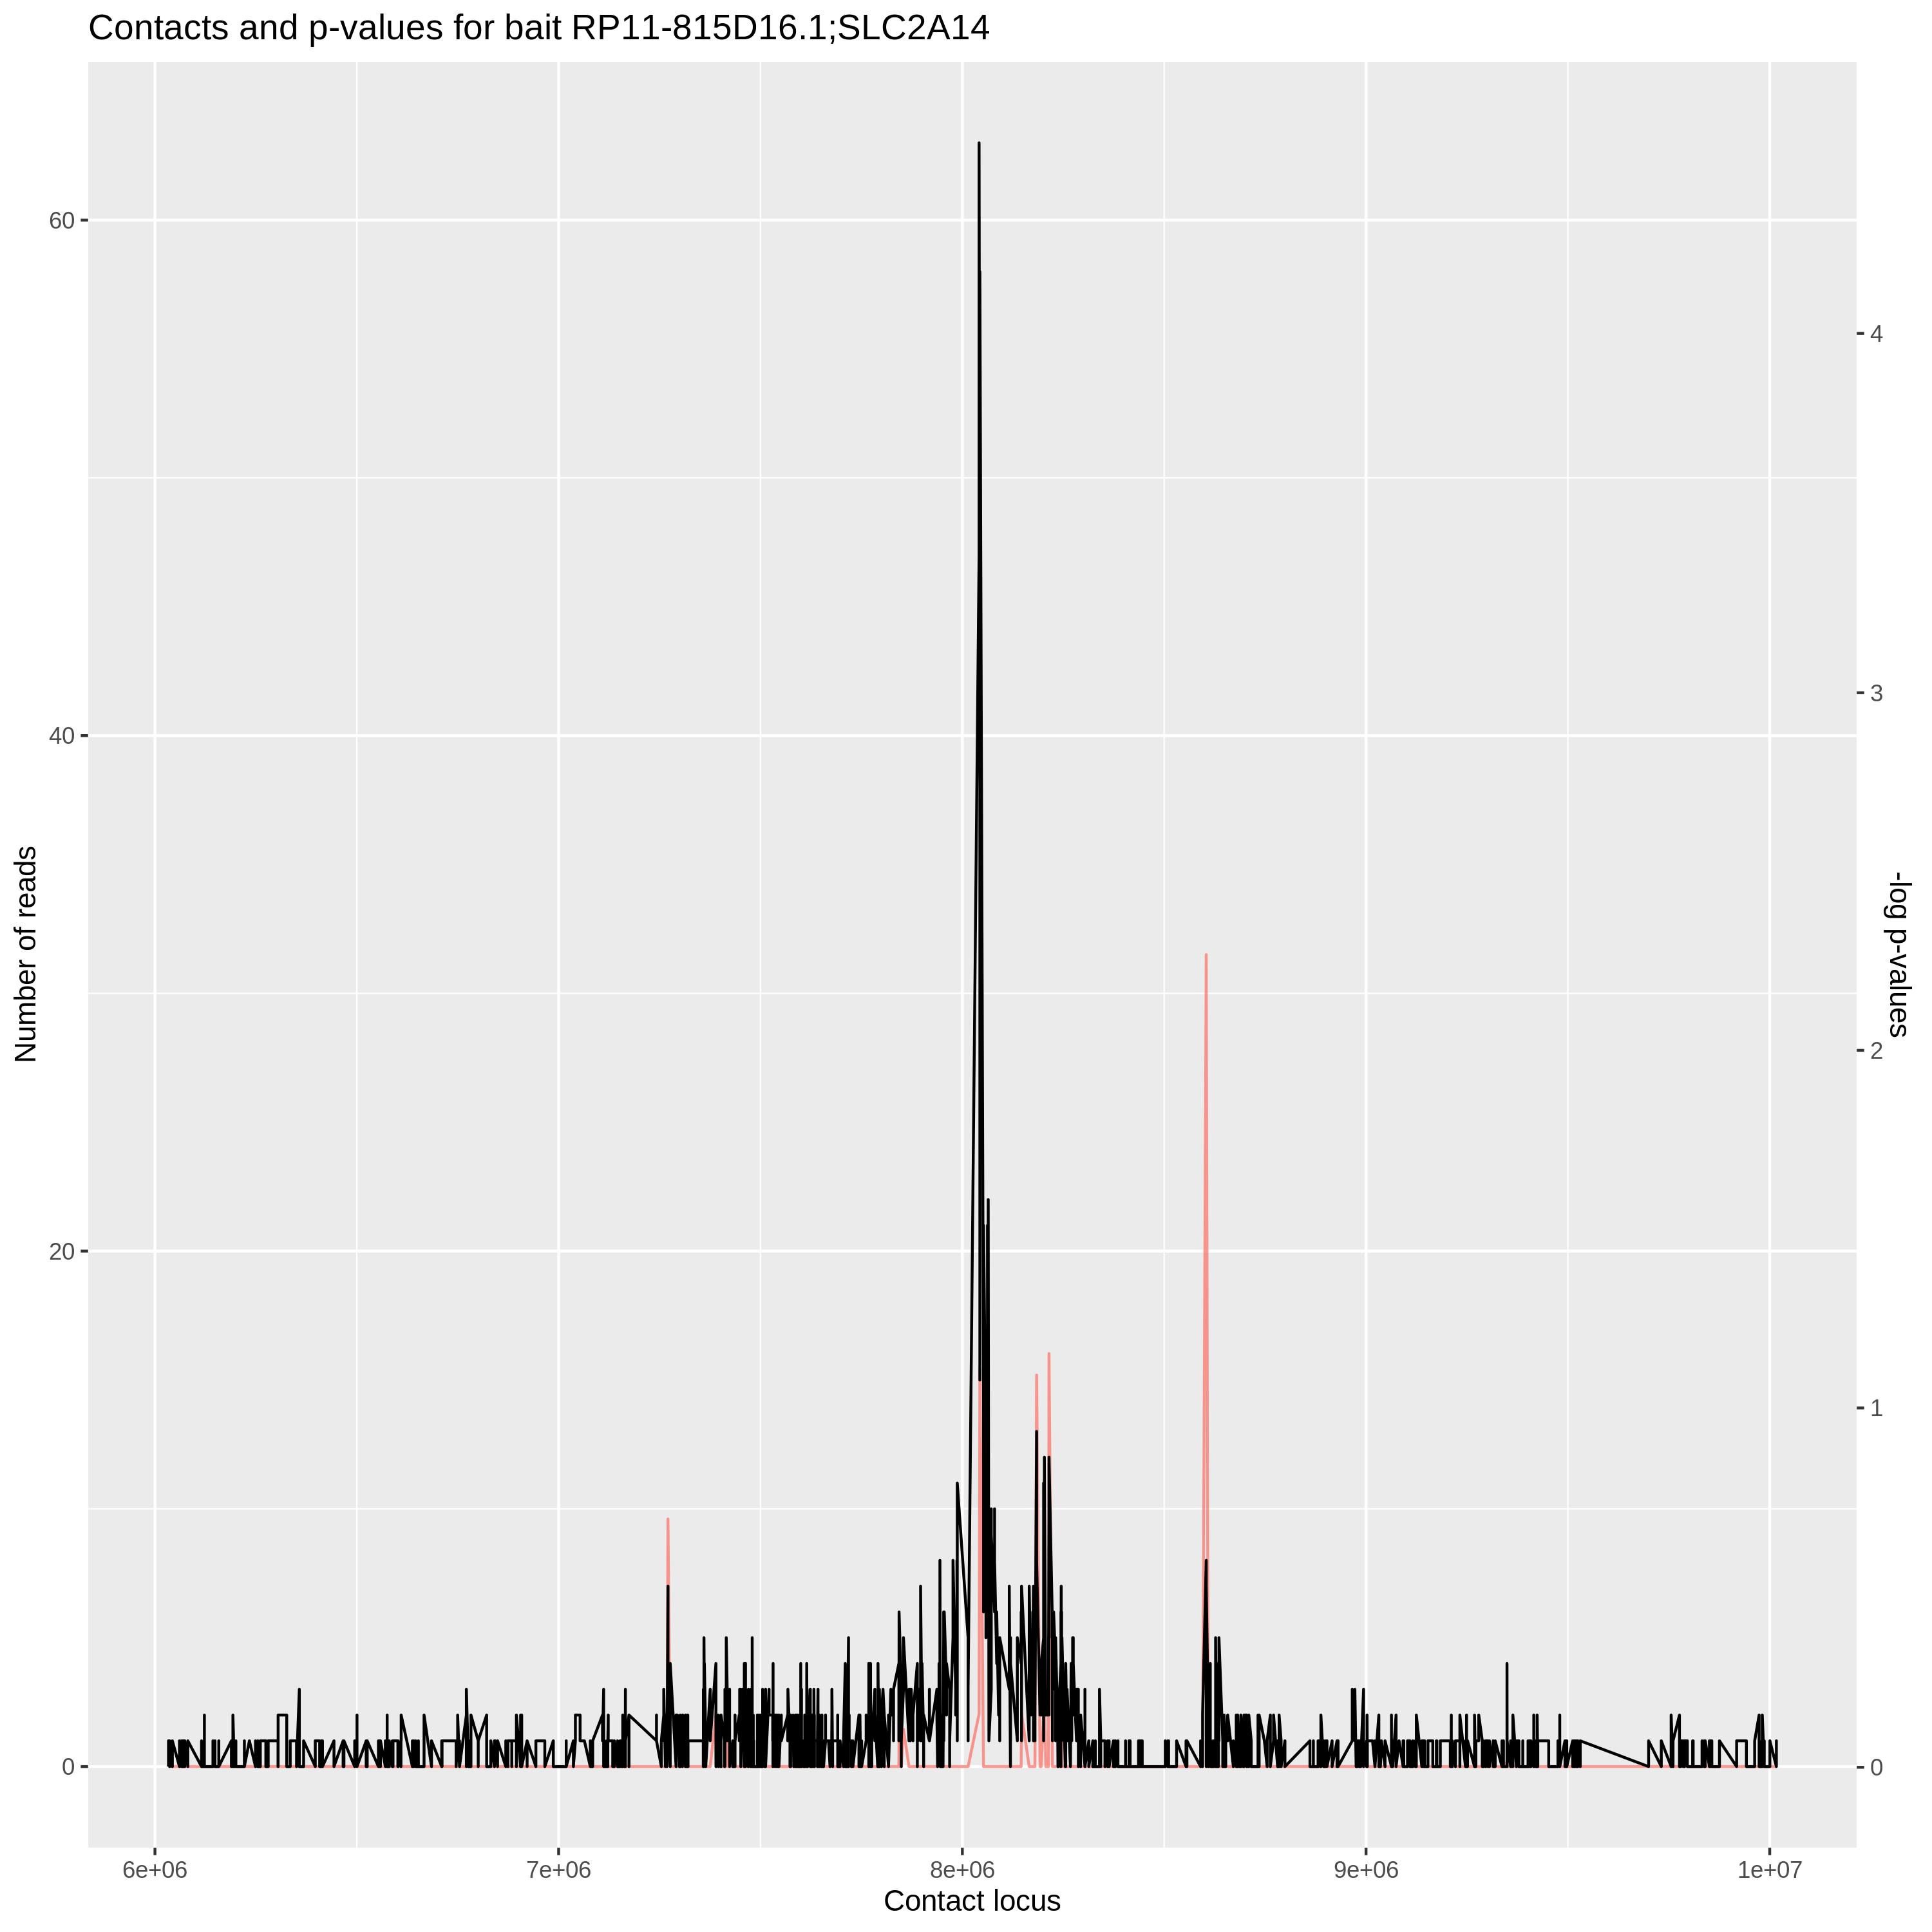 Contacts and p-values for bait RP11-815D16.1;SLC2A14
60
40
20
0
Number of reads
4
3
2
1
0
-log p-values
6e+06 7e+06 8e+06 9e+06 1e+07
Contact locus